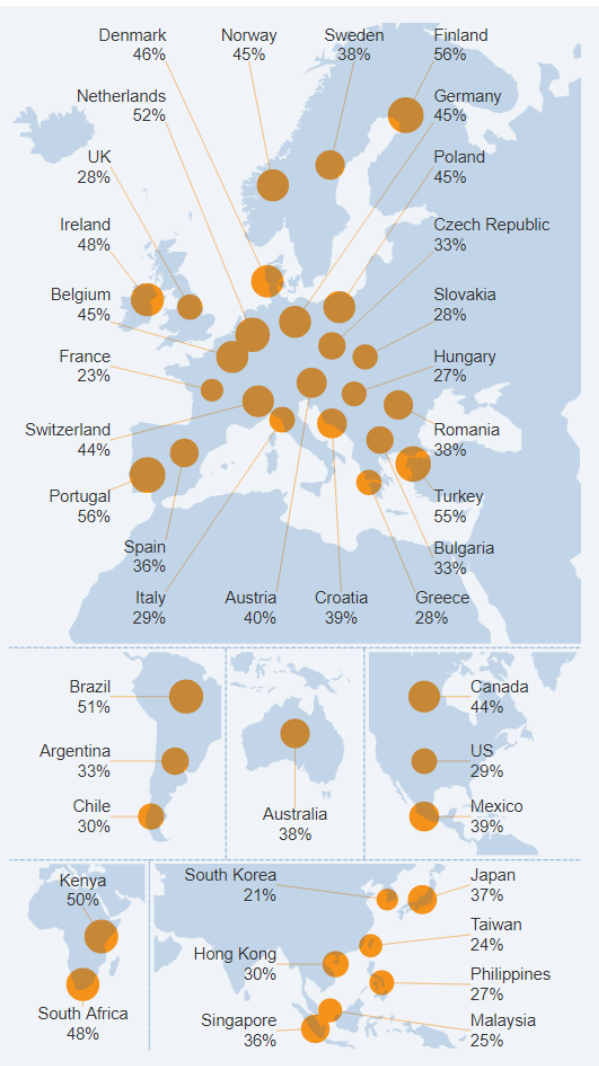 Denmark
46%
Norway
45%
Sweden
38%
Finland
56%
Netherlands
52%
Germany
45%
UK
28%
Poland
45%
Ireland
48%
Czech Republic
33%
Belgium
45%
Slovakia
28%
France
23%
Hungary
27%
Switzerland
44%
Romania
38%
Portugal
56%
Turkey
55%
Spain
36%
Bulgaria
33%
Italy
29%
Austria
40%
Croatia
39%
Greece
28%
Brazil
51%
Argentina
33%
Chile
30%
Australia
38%
Canada
44%
US
29%
Mexico
39%
Kenya
50%
South Africa
48%
South Korea
21%
Japan
37%
Taiwan
24%
Hong Kong
30%
Philippines
27%
Singapore
36%
Malaysia
25%